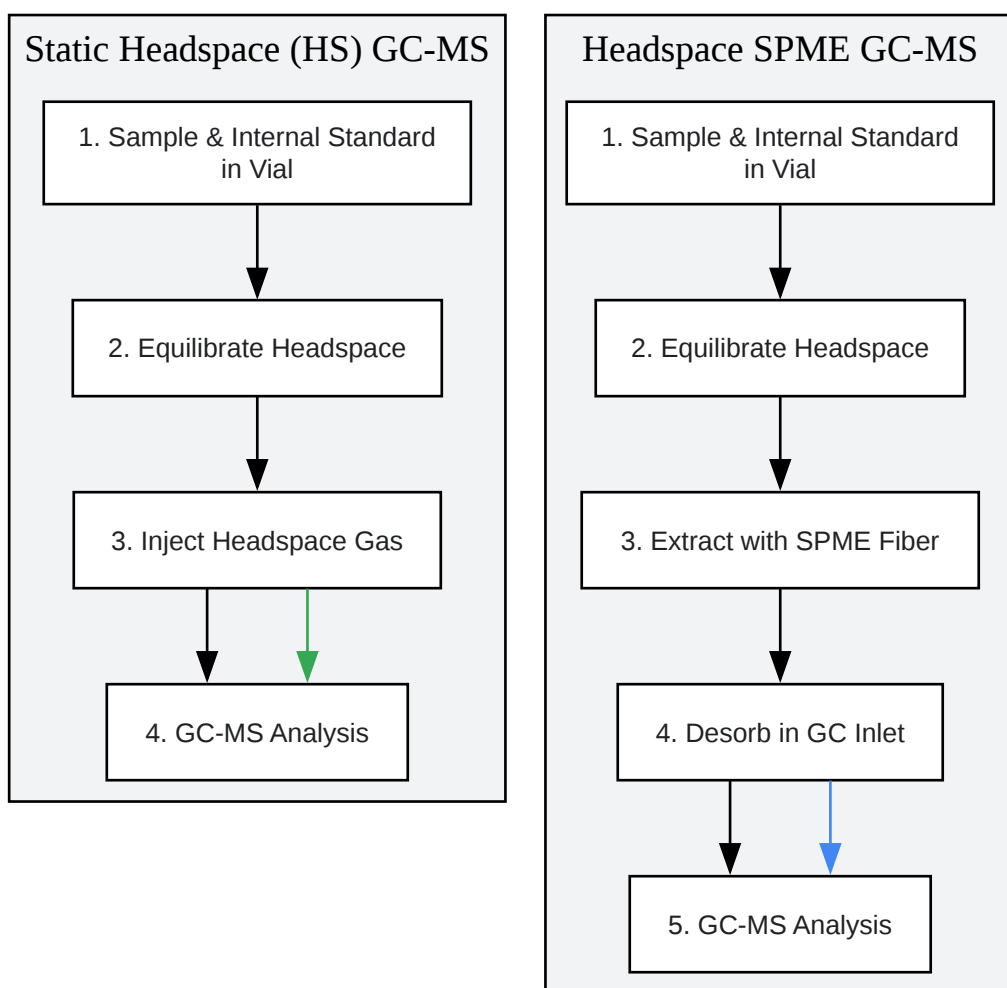 Static Headspace (HS) GC-MS
1. Sample & Internal Standard
in Vial
2. Equilibrate Headspace
3. Inject Headspace Gas
4. GC-MS Analysis
Headspace SPME GC-MS
1. Sample & Internal Standard
in Vial
2. Equilibrate Headspace
3. Extract with SPME Fiber
4. Desorb in GC Inlet
5. GC-MS Analysis